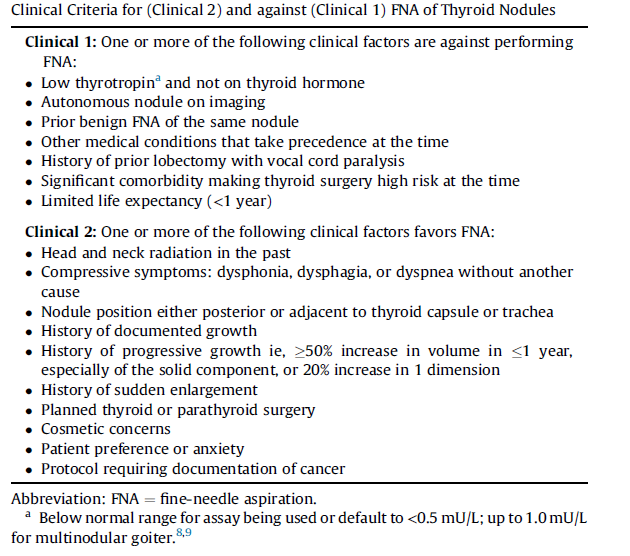 Clinical Criteria for (Clinical 2) and against (Clinical 1) FNA of Thyroid Nodules
Clinical 1: One or more of the following clinical factors are against performing
FNA:
• Low thyrotropinᵃ and not on thyroid hormone
• Autonomous nodule on imaging
• Prior benign FNA of the same nodule
• Other medical conditions that take precedence at the time
• History of prior lobectomy with vocal cord paralysis
• Significant comorbidity making thyroid surgery high risk at the time
• Limited life expectancy (<1 year)
Clinical 2: One or more of the following clinical factors favors FNA:
• Head and neck radiation in the past
• Compressive symptoms: dysphonia, dysphagia, or dyspnea without another
cause
• Nodule position either posterior or adjacent to thyroid capsule or trachea
• History of documented growth
• History of progressive growth ie, ≥50% increase in volume in ≤1 year,
especially of the solid component, or 20% increase in 1 dimension
• History of sudden enlargement
• Planned thyroid or parathyroid surgery
• Cosmetic concerns
• Patient preference or anxiety
• Protocol requiring documentation of cancer
Abbreviation: FNA = fine-needle aspiration.
ᵃ Below normal range for assay being used or default to <0.5 mU/L; up to 1.0 mU/L
for multinodular goiter.⁸,⁹